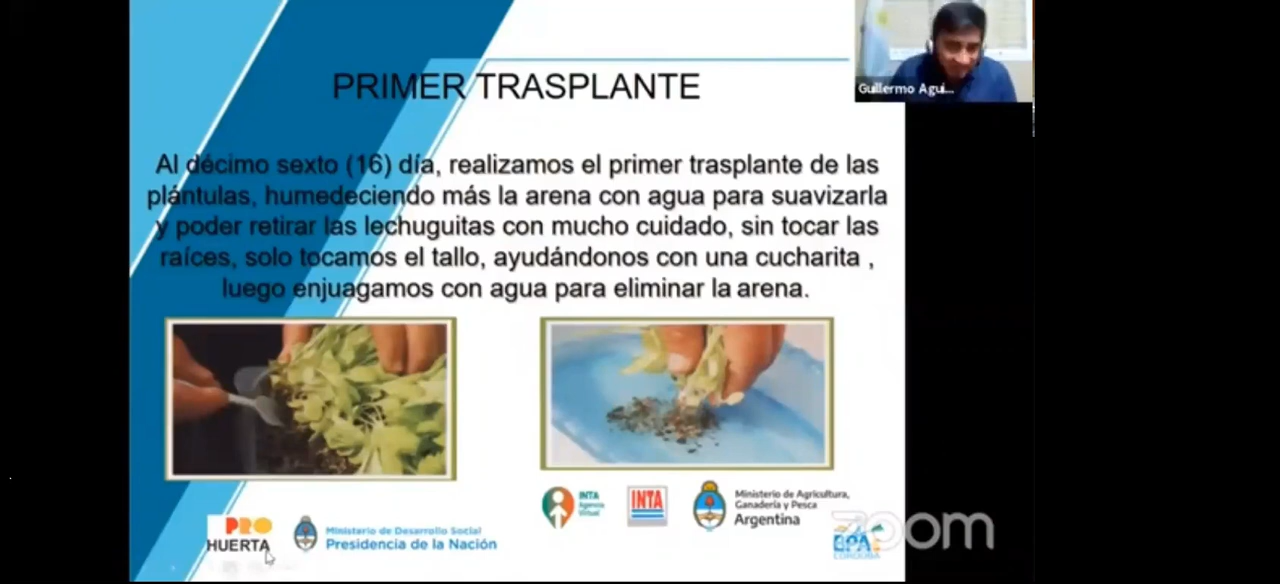 PRIMER TRASPLANTE
Guillermo Agui...
Al décimo sexto (16) día, realizamos el primer trasplante de las
plántulas, humedeciendo más la arena con agua para suavizarla
y poder retirar las lechuguitas con mucho cuidado, sin tocar las
raíces, solo tocamos el tallo, ayudándonos con una cucharita ,
luego enjuagamos con agua para eliminar la arena.
PRO
HUERTA
Ministerio de Desarrollo Social
Presidencia de la Nación
INTA
Agencia
Virtual
INTA
Ministerio de Agricultura,
Ganadería y Pesca
Argentina
BPA
CÓRDOBA
zoom